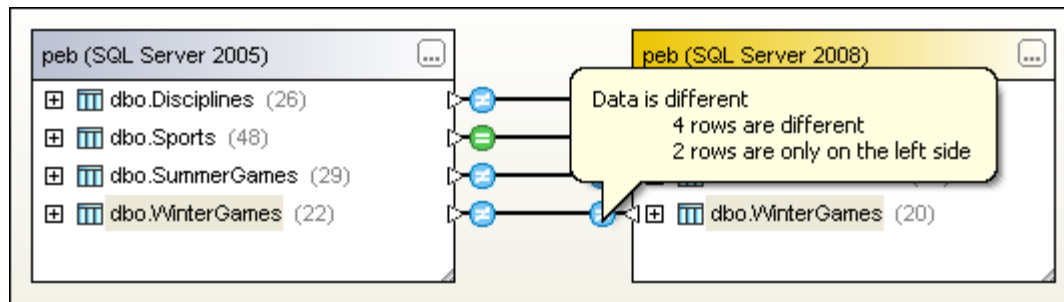 peb (SQL Server 2005)
...
dbo.Disciplines (26)
dbo.Sports (48)
dbo.SummerGames (29)
dbo.WinterGames (22)
peb (SQL Server 2008)
...
Data is different
4 rows are different
2 rows are only on the left side
dbo.WinterGames (20)